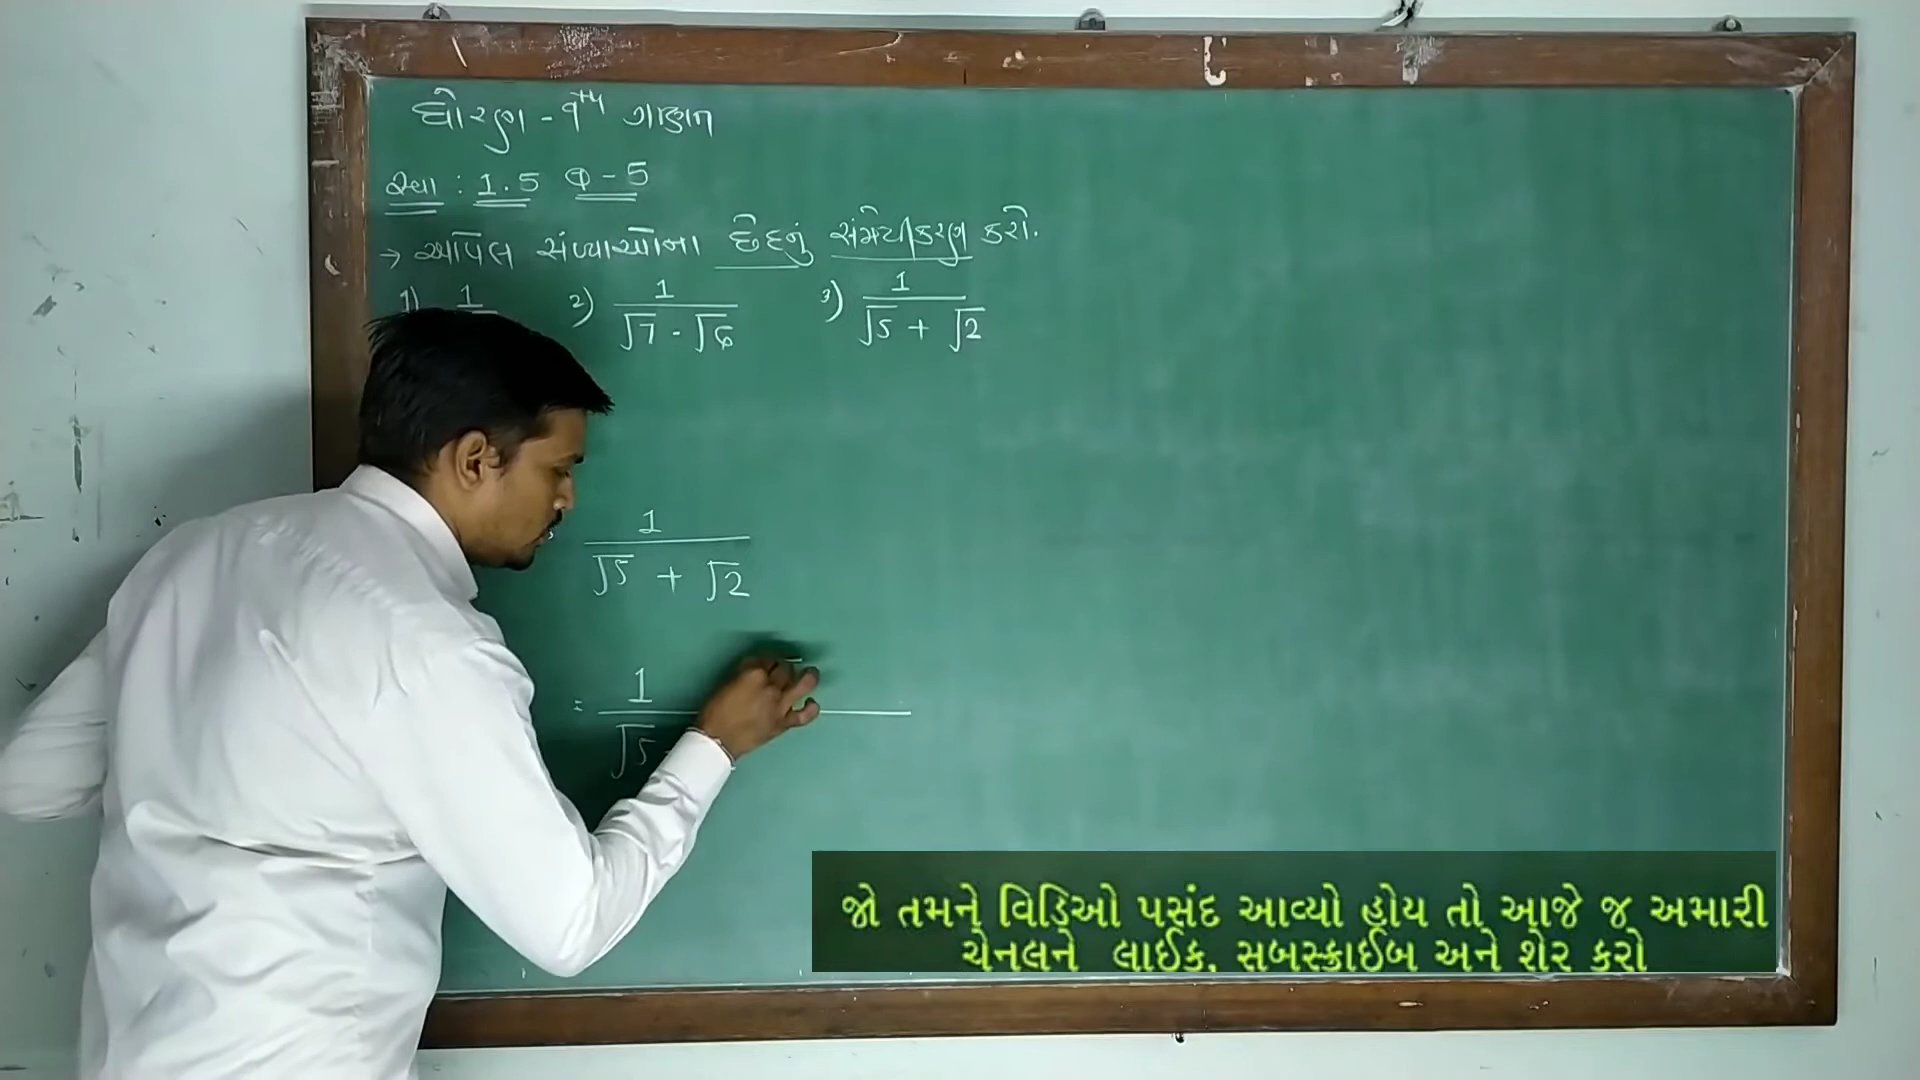 ધોરણ - 9th ગણિત
સ્વા : 1.5 Q - 5
→ આપેલ સંખ્યાઓના છેદનું સંમેયીકરણ કરો.
1) 1 2) 1 / √7 - √6 3) 1 / √5 + √2
1 / √5 + √2
= 1 / √5
જો તમને વિડિઓ પસંદ આવ્યો હોય તો આજે જ અમારી
ચેનલને લાઈક, સબસ્ક્રાઈબ અને શેર કરો